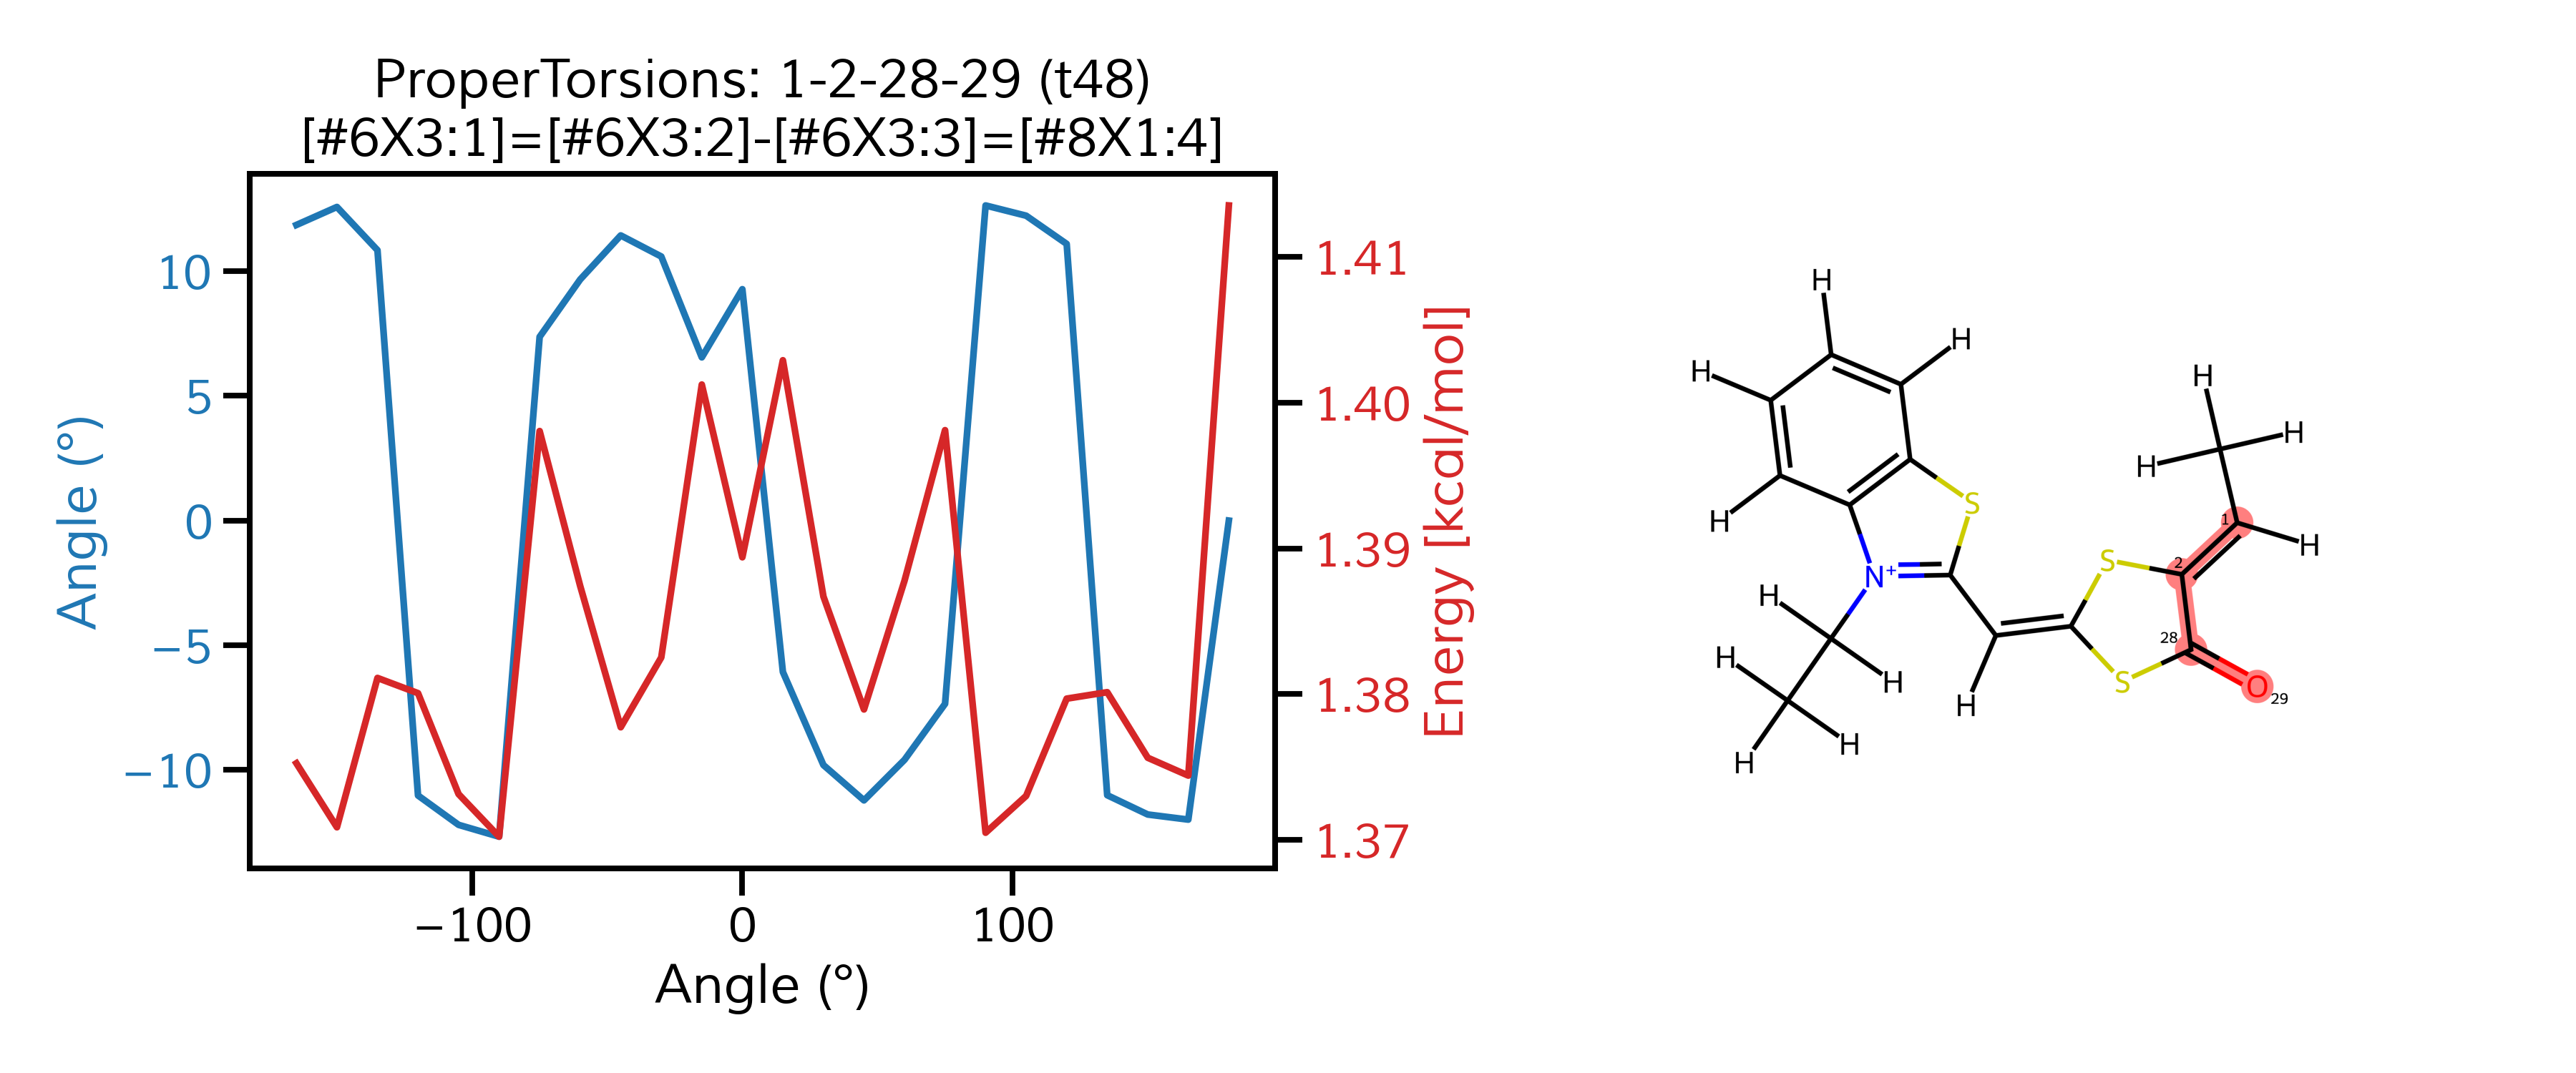 ProperTorsions: 1-2-28-29 (t48)
[#6X3:1]=[#6X3:2]-[#6X3:3]=[#8X1:4]
10
5
0
−5
−10
Angle (°)
1.41
1.40
1.39
1.38
1.37
Energy [kcal/mol]
−100
0
100
Angle (°)
H
H
H
H
H
H
H
S
1
H
S
2
N+
H
28
H
H
S
O
29
H
H
H